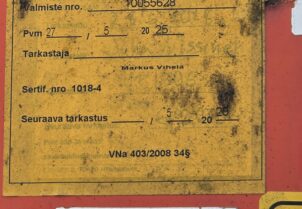 Valmiste nro. 10055628
Pvm 27 / 5 20 25
Tarkastaja
Markus Vihelä
Sertif. nro 1018-4
Seuraava tarkastus / 5 20
VNa 403/2008 34§